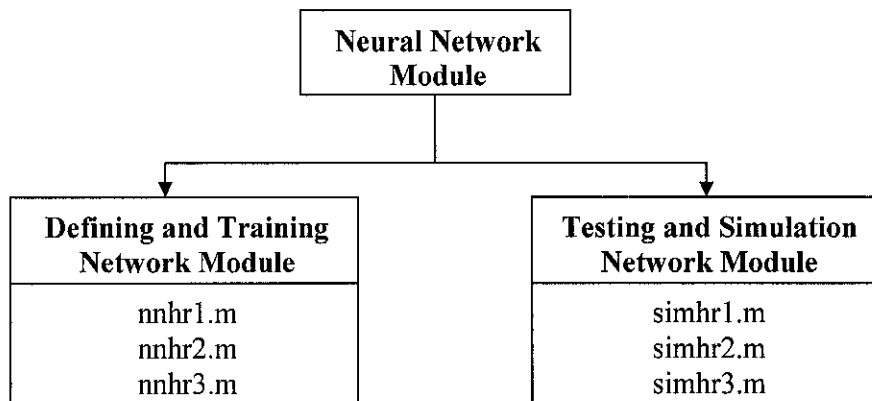 Neural Network
Module
Defining and Training
Network Module
nnhr1.m
nnhr2.m
nnhr3.m
Testing and Simulation
Network Module
simhr1.m
simhr2.m
simhr3.m